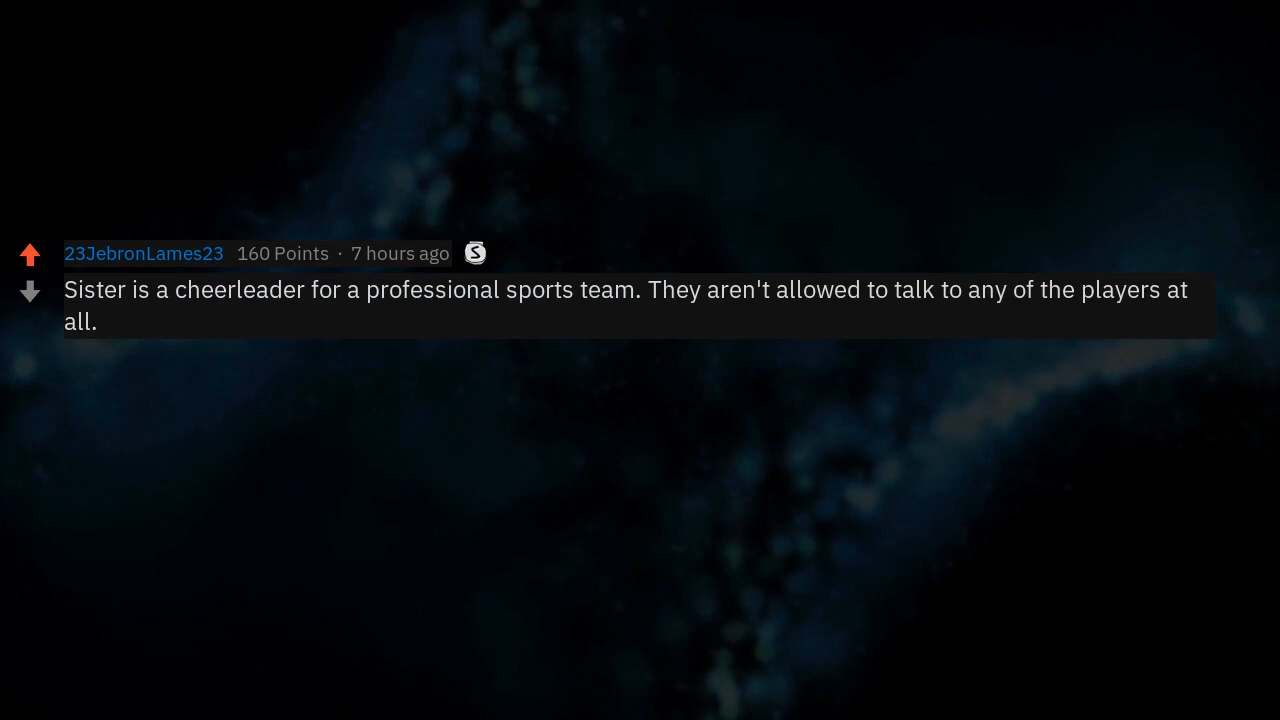 23JebronLames23 160 Points · 7 hours ago S
Sister is a cheerleader for a professional sports team. They aren't allowed to talk to any of the players at
all.